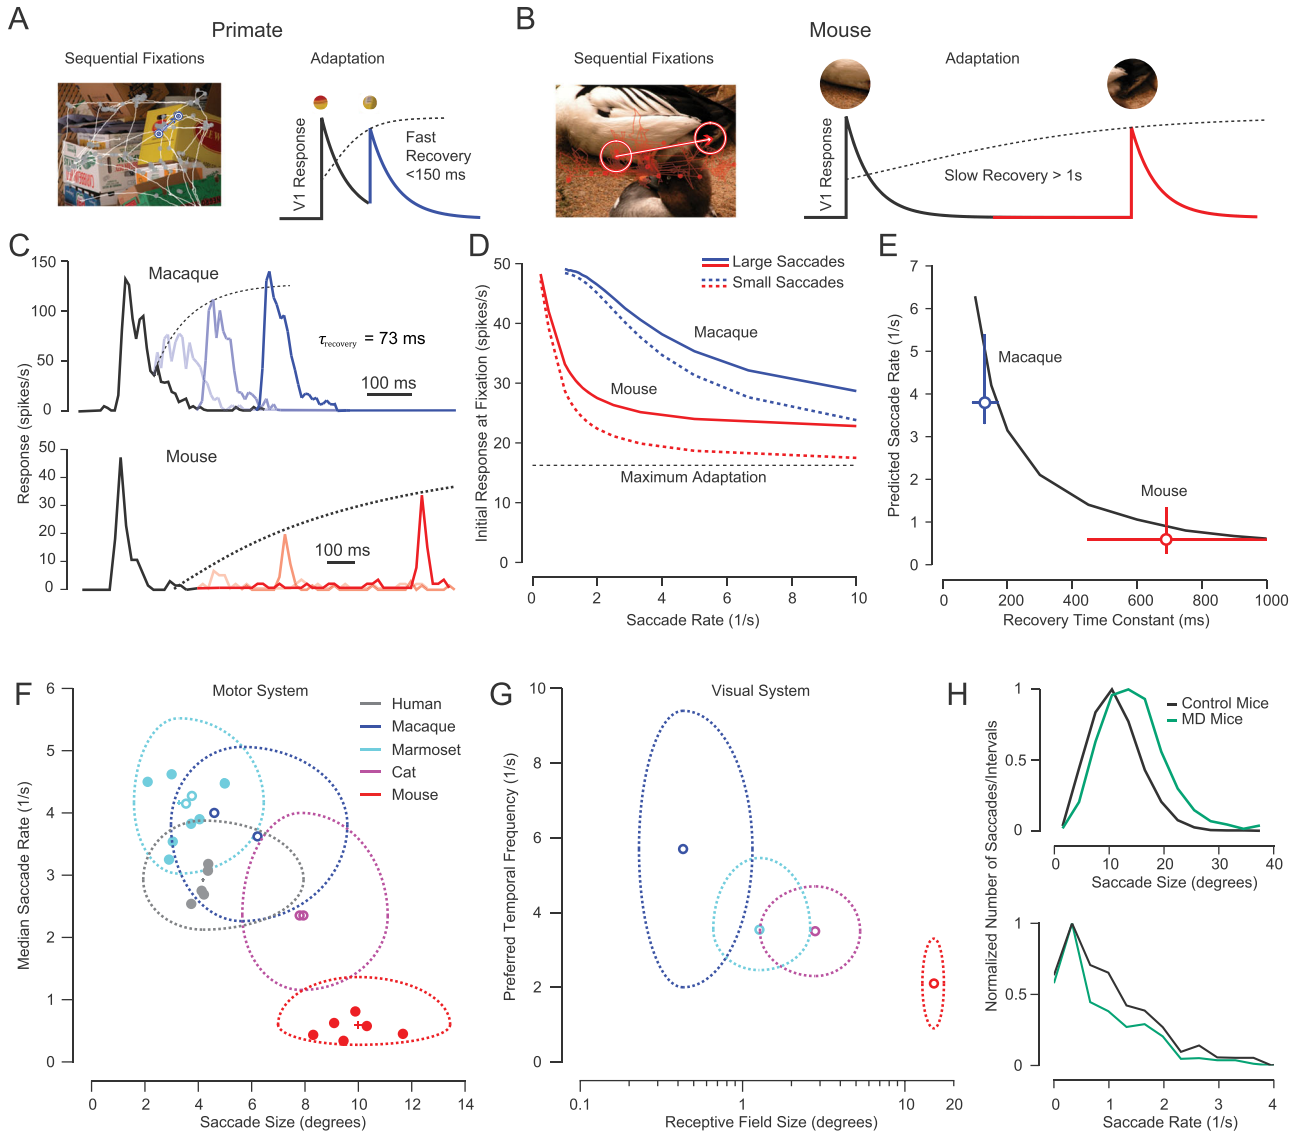 A
Primate
Sequential Fixations
Adaptation
V1 Response
Fast
Recovery
<150 ms
B
Mouse
Sequential Fixations
Adaptation
V1 Response
Slow Recovery > 1s
C
Response (spikes/s)
150
100
50
0
Macaque
τrecovery = 73 ms
100 ms
50
40
30
20
10
0
Mouse
100 ms
D
Initial Response at Fixation (spikes/s)
50
40
30
20
10
0
Large Saccades
Small Saccades
Macaque
Mouse
Maximum Adaptation
0 2 4 6 8 10
Saccade Rate (1/s)
E
Predicted Saccade Rate (1/s)
7
6
5
4
3
2
1
0
Macaque
Mouse
0 200 400 600 800 1000
Recovery Time Constant (ms)
F
Motor System
Median Saccade Rate (1/s)
6
5
4
3
2
1
0
Human
Macaque
Marmoset
Cat
Mouse
0 2 4 6 8 10 12 14
Saccade Size (degrees)
G
Visual System
Preferred Temporal Frequency (1/s)
10
8
6
4
2
0
0.1 1 10 20
Receptive Field Size (degrees)
H
Normalized Number of Saccades/Intervals
1
0.5
0
Control Mice
MD Mice
0 10 20 30 40
Saccade Size (degrees)
1
0.5
0
0 1 2 3 4
Saccade Rate (1/s)